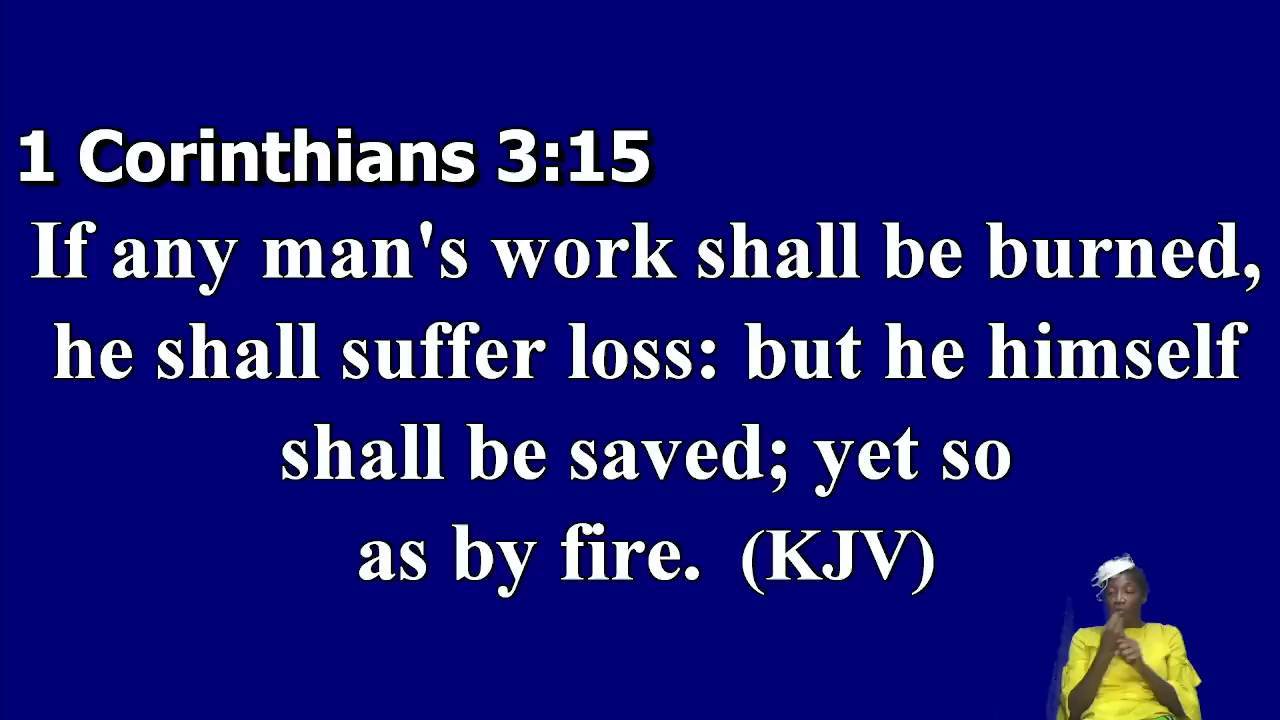 1 Corinthians 3:15
If any man's work shall be burned,
he shall suffer loss: but he himself
shall be saved; yet so
as by fire.  (KJV)